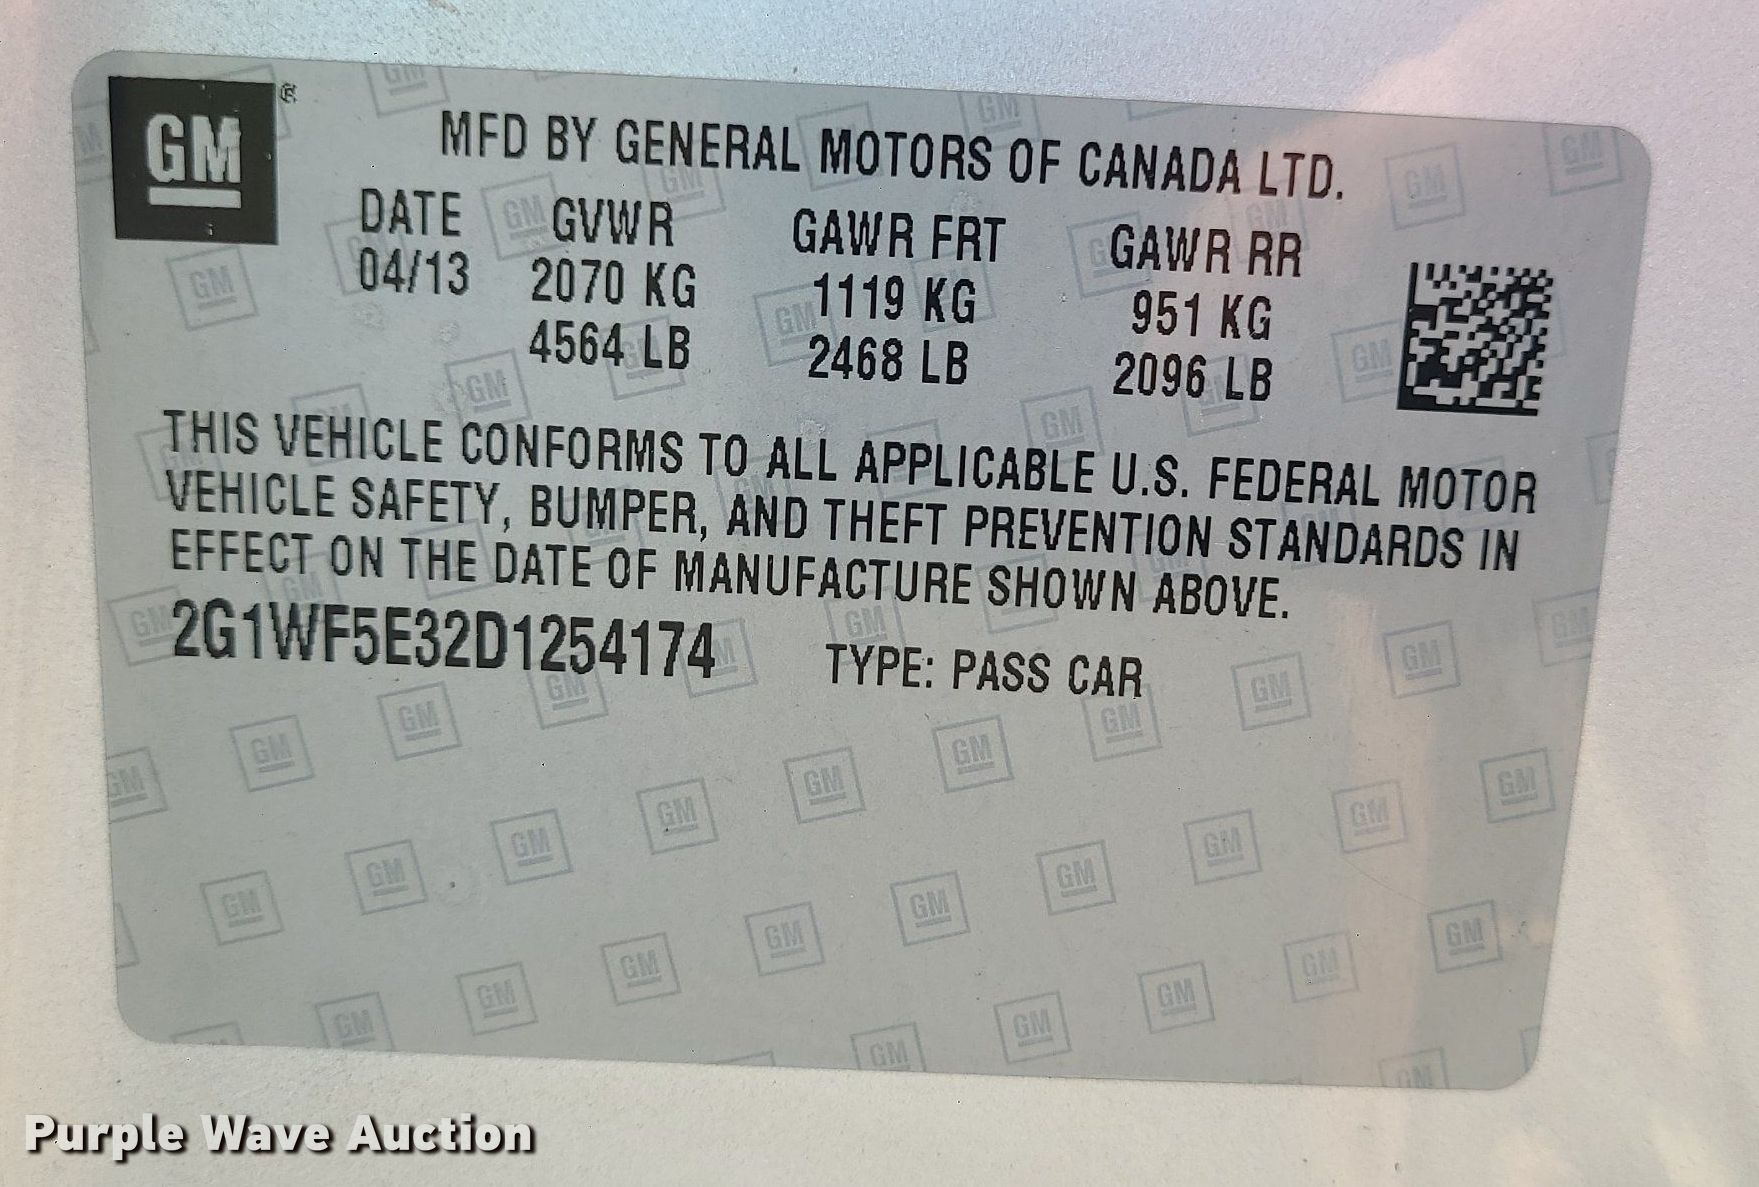 GM ®
MFD BY GENERAL MOTORS OF CANADA LTD.
DATE GVWR GAWR FRT GAWR RR
04/13 2070 KG 1119 KG 951 KG
4564 LB 2468 LB 2096 LB
THIS VEHICLE CONFORMS TO ALL APPLICABLE U.S. FEDERAL MOTOR
VEHICLE SAFETY, BUMPER, AND THEFT PREVENTION STANDARDS IN
EFFECT ON THE DATE OF MANUFACTURE SHOWN ABOVE.
2G1WF5E32D1254174 TYPE: PASS CAR
Purple Wave Auction